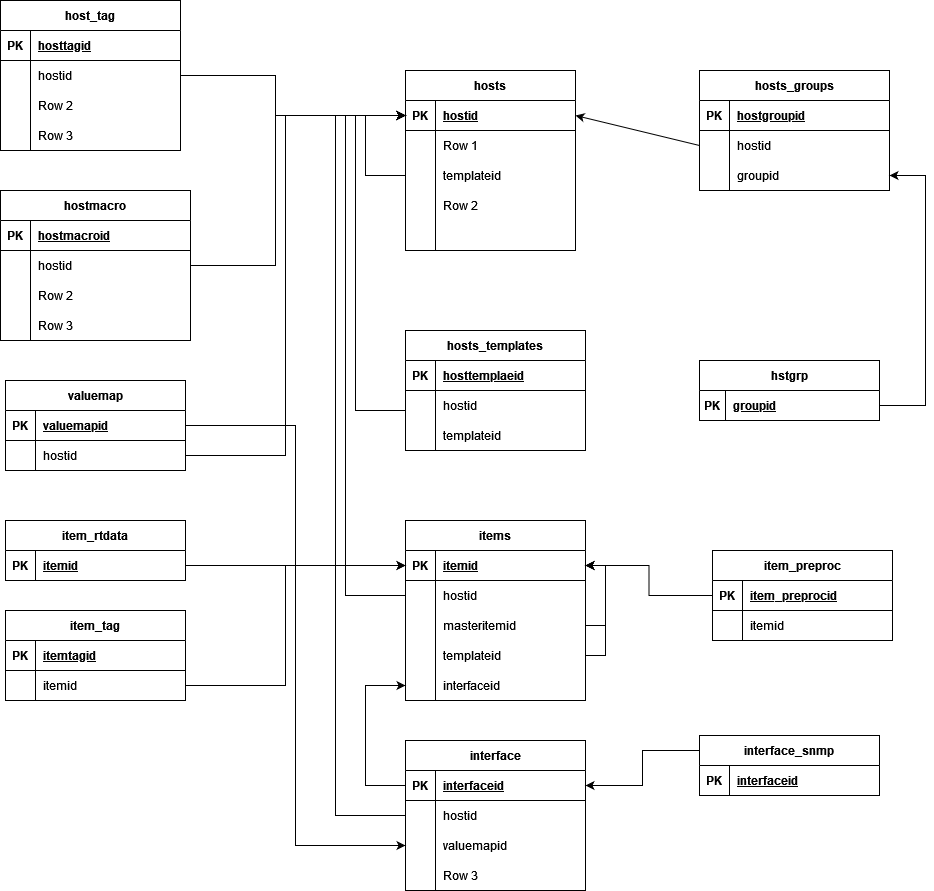 host_tag
PK hosttagid
hostid
Row 2
Row 3
hostmacro
PK hostmacroid
hostid
Row 2
Row 3
valuemap
PK valuemapid
hostid
item_rtdata
PK itemid
item_tag
PK itemtagid
itemid
hosts
PK hostid
Row 1
templateid
Row 2
hosts_templates
PK hosttemplaeid
hostid
templateid
items
PK itemid
hostid
masteritemid
templateid
interfaceid
interface
PK interfaceid
hostid
valuemapid
Row 3
hosts_groups
PK hostgroupid
hostid
groupid
hstgrp
PK groupid
item_preproc
PK item_preprocid
itemid
interface_snmp
PK interfaceid